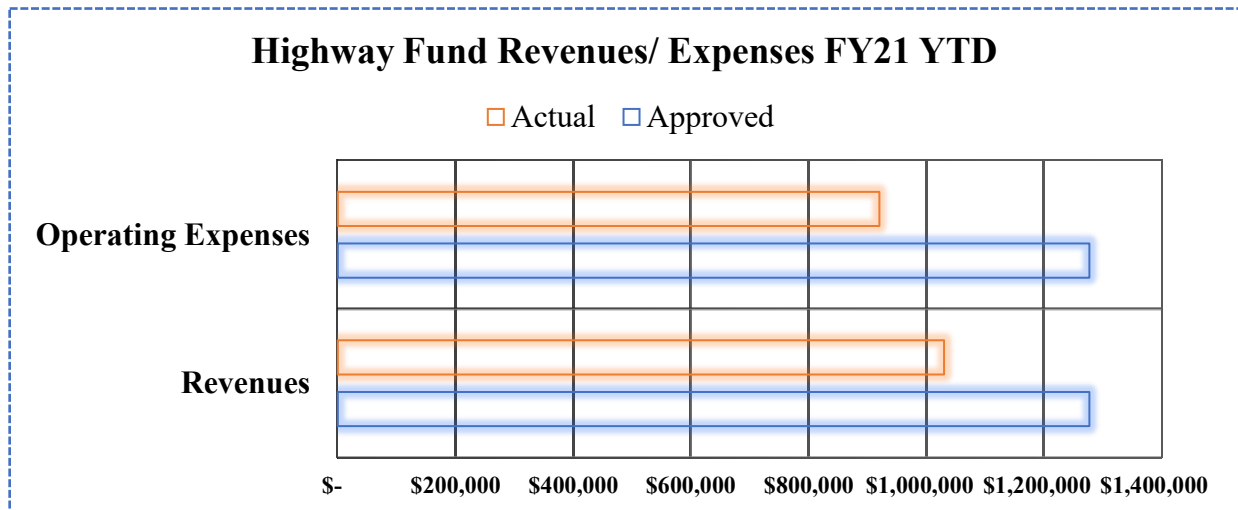 Highway Fund Revenues/ Expenses FY21 YTD
Actual Approved
Operating Expenses
Revenues
$- $200,000 $400,000 $600,000 $800,000 $1,000,000 $1,200,000 $1,400,000